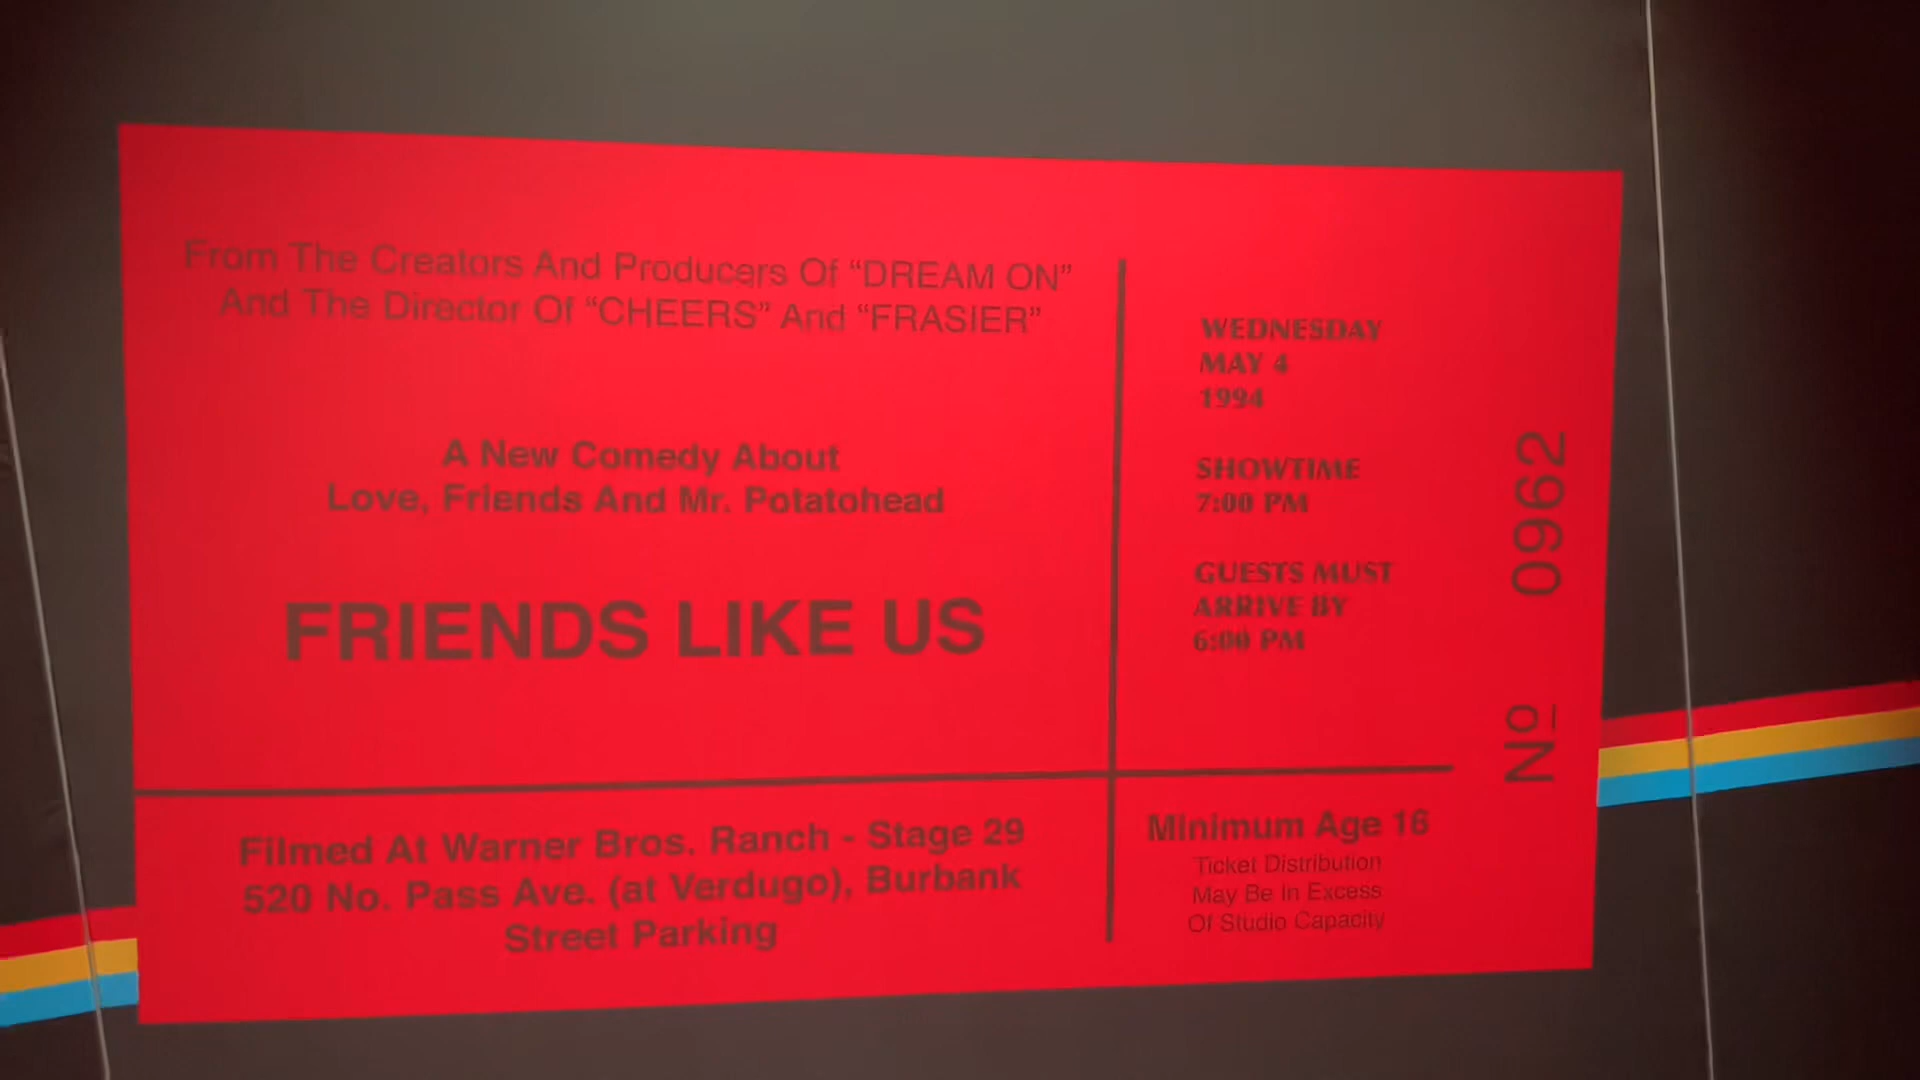 From The Creators And Producers Of “DREAM ON”
And The Director Of “CHEERS” And “FRASIER”
A New Comedy About
Love, Friends And Mr. Potatohead
FRIENDS LIKE US
WEDNESDAY
MAY 4
1994
SHOWTIME
7:00 PM
GUESTS MUST
ARRIVE BY
6:00 PM
Nº 0962
Filmed At Warner Bros. Ranch - Stage 29
520 No. Pass Ave. (at Verdugo), Burbank
Street Parking
Minimum Age 16
Ticket Distribution
May Be In Excess
Of Studio Capacity